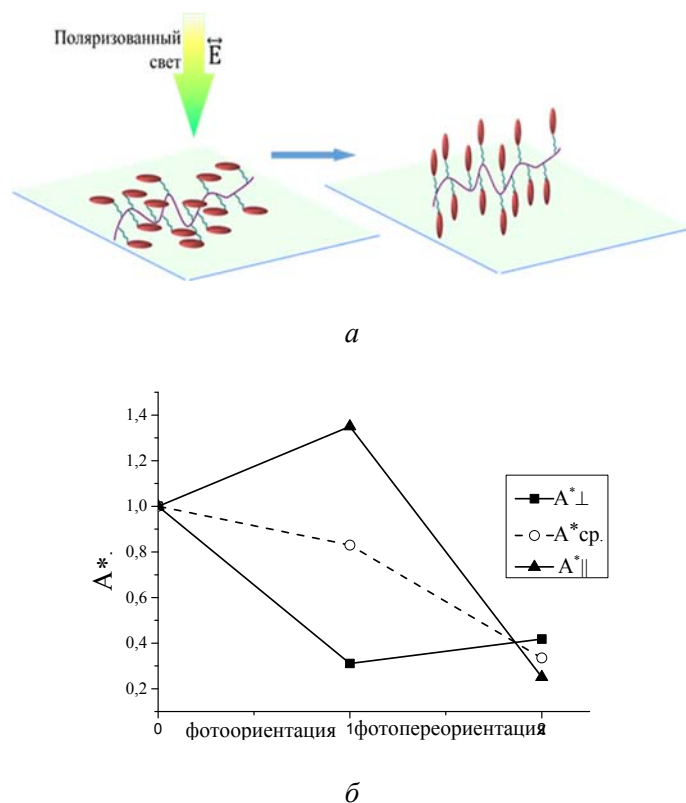 Поляризованный
свет E
а
1,4
1,2
1,0
0,8
0,6
0,4
0,2
A*.
0 1 2
фотоориентация фотопереориентация
A*⊥
A*ср.
A*||
б